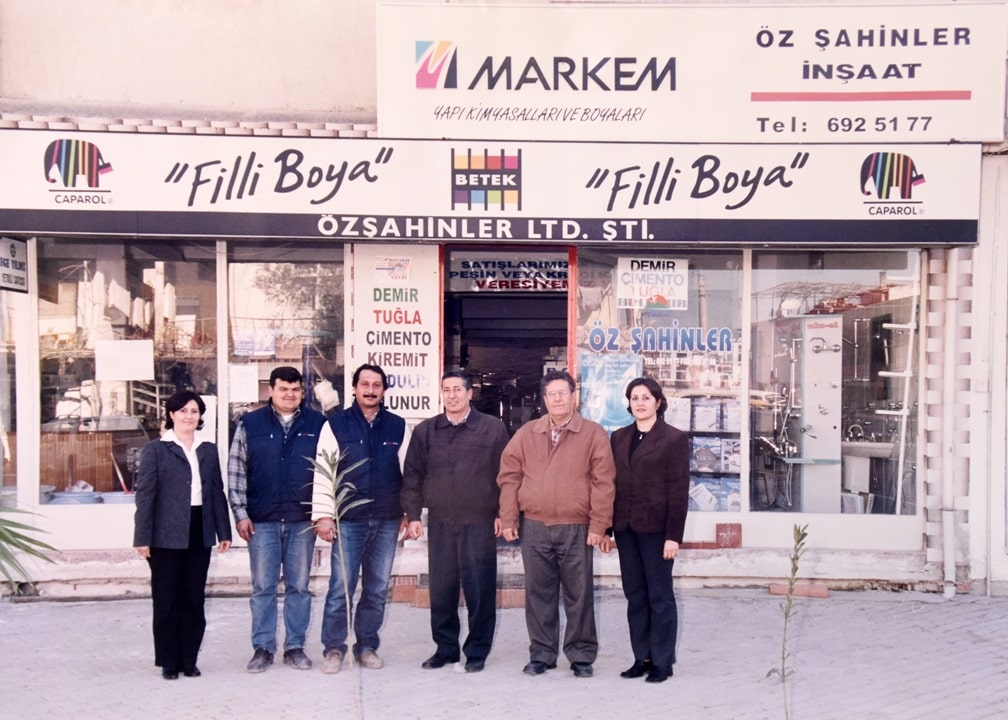 MARKEM
YAPI KİMYASALLARI VE BOYALARI
ÖZ ŞAHİNLER
İNŞAAT
Tel: 692 51 77
CAPAROL
"Filli Boya"
BETEK
"Filli Boya"
CAPAROL
ÖZŞAHİNLER LTD. ŞTİ.
SATIŞLARIMIZ
PEŞİN VEYA KR
VERESİYE
DEMİR
TUĞLA
ÇİMENTO
KİREMİT
LUNUR
DEMİR
ÇİMENTO
TUĞLA
ÖZ ŞAHİNLER